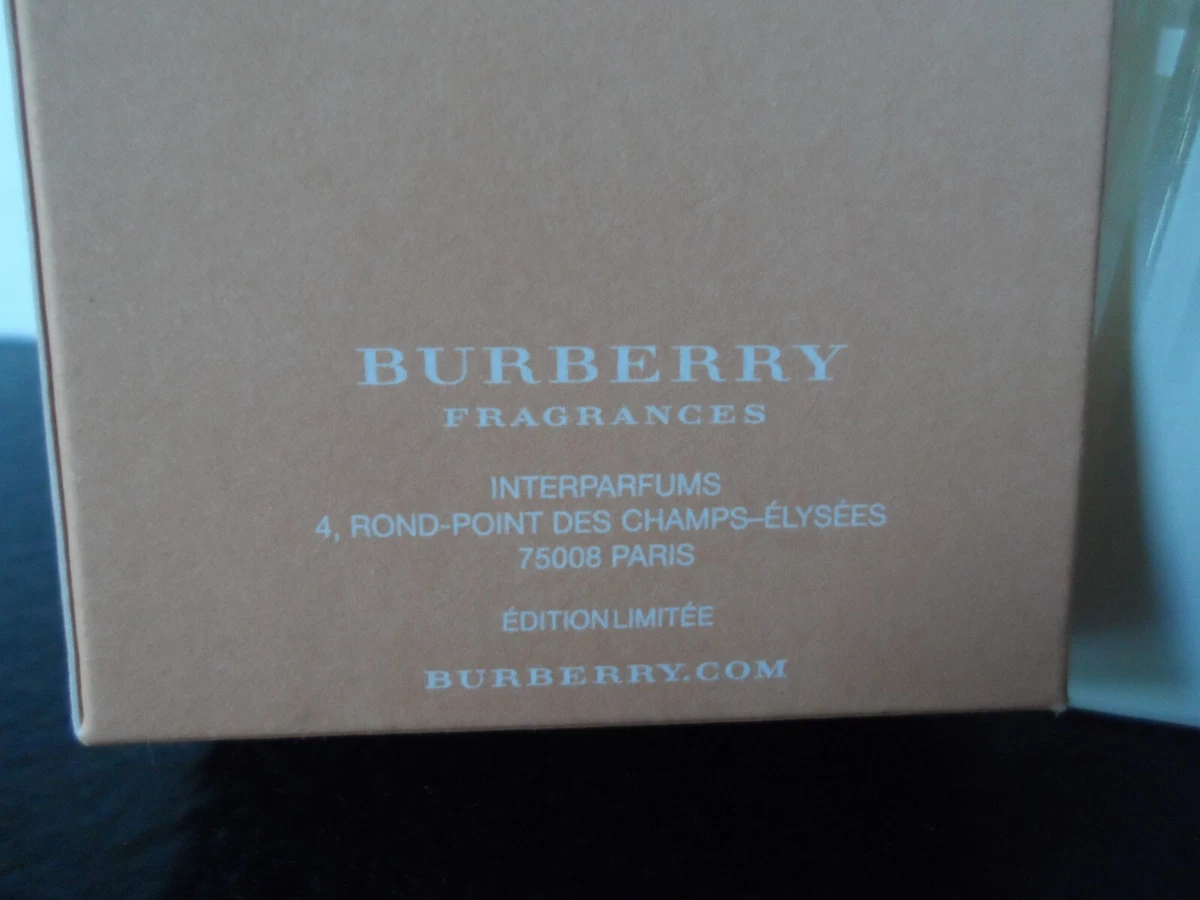 BURBERRY
FRAGRANCES
INTERPARFUMS
4, ROND-POINT DES CHAMPS-ÉLYSÉES
75008 PARIS
ÉDITION LIMITÉE
BURBERRY.COM